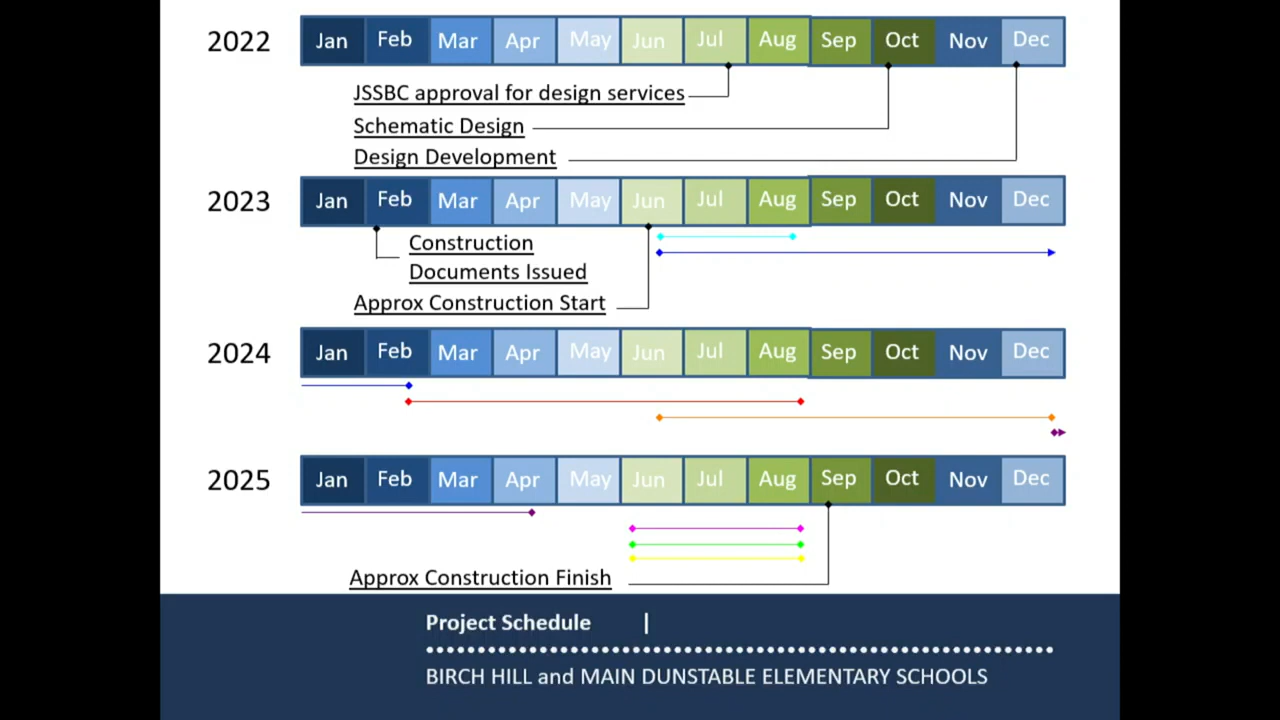 2022 Jan Feb Mar Apr May Jun Jul Aug Sep Oct Nov Dec
JSSBC approval for design services
Schematic Design
Design Development
2023 Jan Feb Mar Apr May Jun Jul Aug Sep Oct Nov Dec
Construction
Documents Issued
Approx Construction Start
2024 Jan Feb Mar Apr May Jun Jul Aug Sep Oct Nov Dec
2025 Jan Feb Mar Apr May Jun Jul Aug Sep Oct Nov Dec
Approx Construction Finish
Project Schedule |
BIRCH HILL and MAIN DUNSTABLE ELEMENTARY SCHOOLS